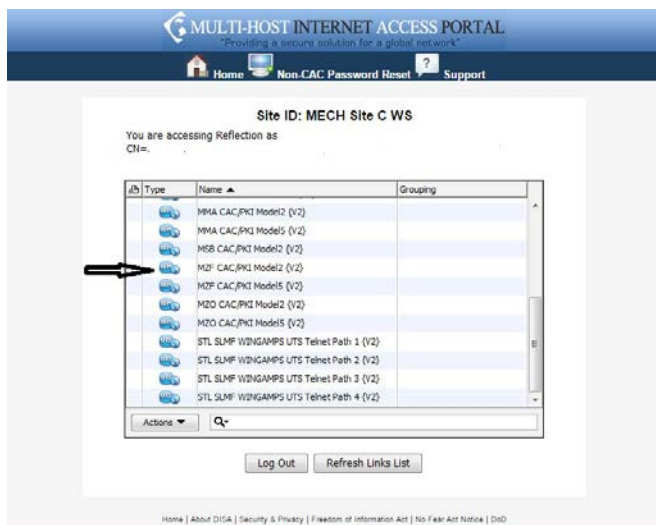 MULTI-HOST INTERNET ACCESS PORTAL
"Providing a secure solution for a global network"
Home Non-CAC Password Reset ? Support
Site ID: MECH Site C WS
You are accessing Reflection as
CN=.
Type Name ▲ Grouping
MMA CAC/PKI Model2 {V2}
MMA CAC/PKI Model5 {V2}
MSB CAC/PKI Model2 {V2}
MZF CAC/PKI Model2 {V2}
MZF CAC/PKI Model5 {V2}
MZO CAC/PKI Model2 {V2}
MZO CAC/PKI Model5 {V2}
STL SLMF WINGAMPS UTS Telnet Path 1 {V2}
STL SLMF WINGAMPS UTS Telnet Path 2 {V2}
STL SLMF WINGAMPS UTS Telnet Path 3 {V2}
STL SLMF WINGAMPS UTS Telnet Path 4 {V2}
Actions ▼
Log Out Refresh Links List
Home | About DISA | Security & Privacy | Freedom of Information Act | No Fear Act Notice | DoD